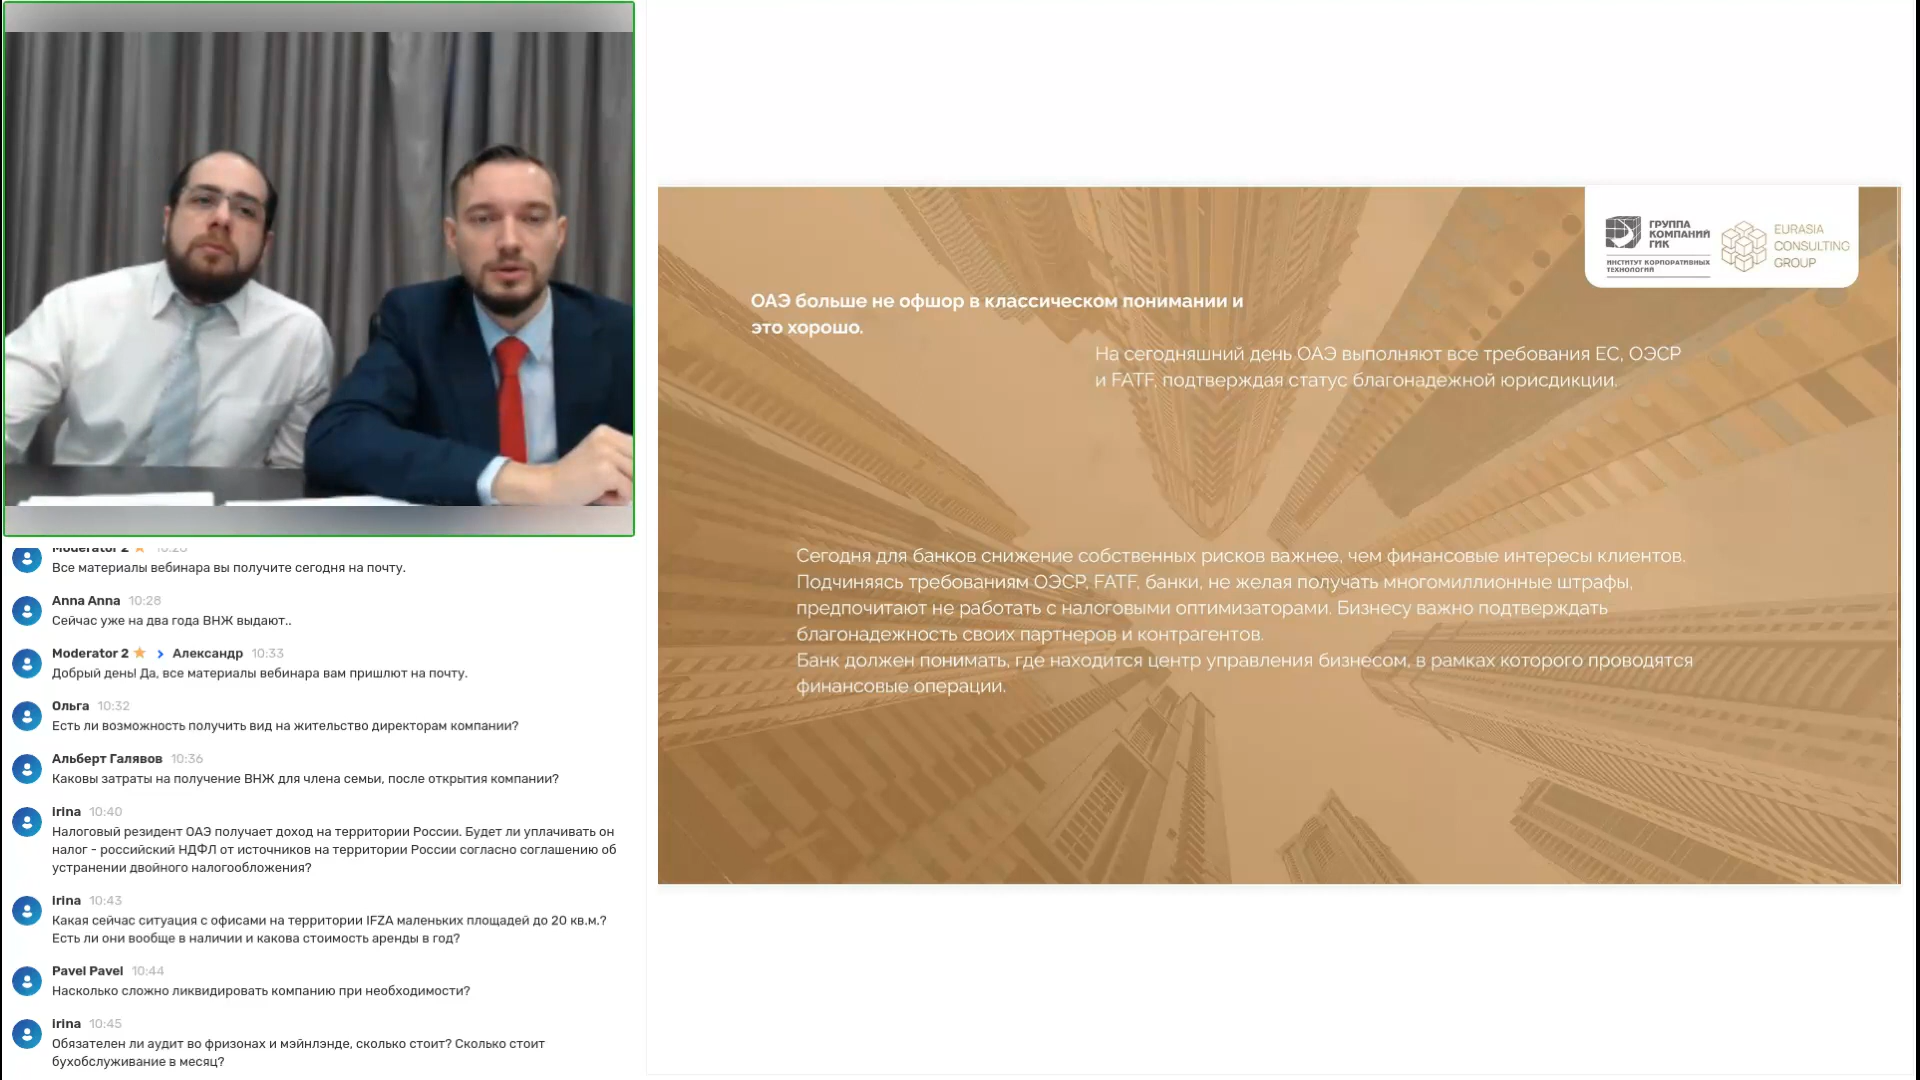 Moderator 2 10:26
Все материалы вебинара вы получите сегодня на почту.
Anna Anna 10:28
Сейчас уже на два года ВНЖ выдают..
Moderator 2 > Александр 10:33
Добрый день! Да, все материалы вебинара вам пришлют на почту.
Ольга 10:32
Есть ли возможность получить вид на жительство директорам компании?
Альберт Галявов 10:36
Каковы затраты на получение ВНЖ для члена семьи, после открытия компании?
irina 10:40
Налоговый резидент ОАЭ получает доход на территории России. Будет ли уплачивать он
налог - российский НДФЛ от источников на территории России согласно соглашению об
устранении двойного налогообложения?
irina 10:43
Какая сейчас ситуация с офисами на территории IFZA маленьких площадей до 20 кв.м.?
Есть ли они вообще в наличии и какова стоимость аренды в год?
Pavel Pavel 10:44
Насколько сложно ликвидировать компанию при необходимости?
irina 10:45
Обязателен ли аудит во фризонах и мэйнлэнде, сколько стоит? Сколько стоит
бухобслуживание в месяц?
ГРУППА
КОМПАНИЙ
ГИК
ИНСТИТУТ КОРПОРАТИВНЫХ
ТЕХНОЛОГИЙ
EURASIA
CONSULTING
GROUP
ОАЭ больше не офшор в классическом понимании и
это хорошо.
На сегодняшний день ОАЭ выполняют все требования ЕС, ОЭСР
и FATF, подтверждая статус благонадежной юрисдикции.
Сегодня для банков снижение собственных рисков важнее, чем финансовые интересы клиентов.
Подчиняясь требованиям ОЭСР, FATF, банки, не желая получать многомиллионные штрафы,
предпочитают не работать с налоговыми оптимизаторами. Бизнесу важно подтверждать
благонадежность своих партнеров и контрагентов.
Банк должен понимать, где находится центр управления бизнесом, в рамках которого проводятся
финансовые операции.